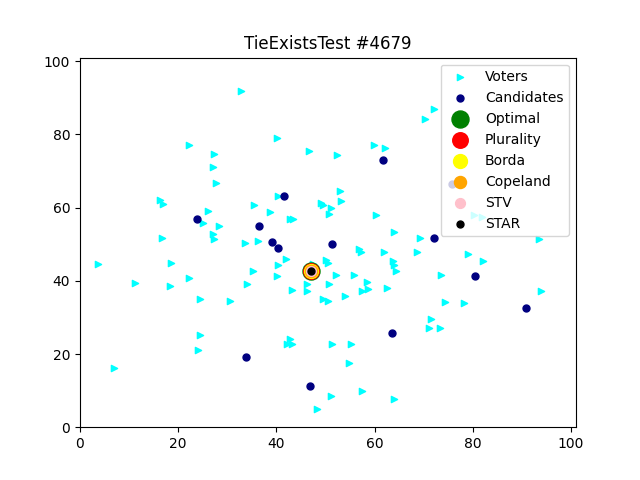 TieExistsTest #4679
100
80
60
40
20
0
0 20 40 60 80 100
Voters
Candidates
Optimal
Plurality
Borda
Copeland
STV
STAR